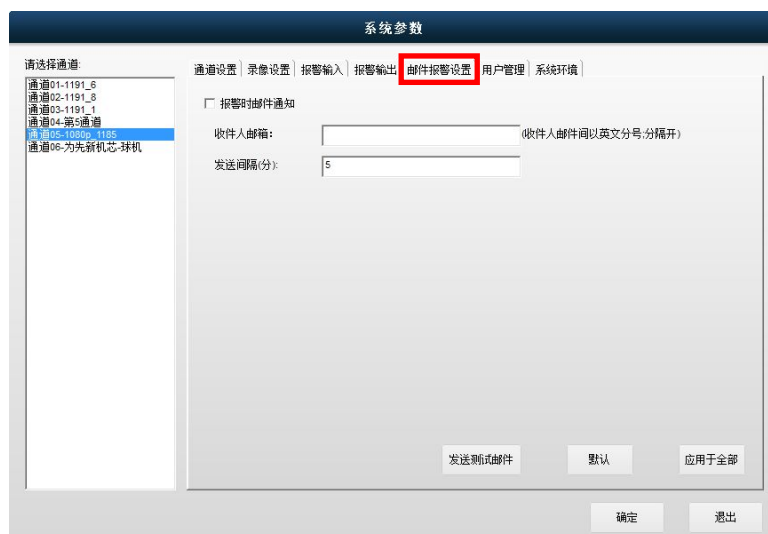 系统参数
请选择通道:
通道01-1191_6
通道02-1191_8
通道03-1191_1
通道04-第5通道
通道05-1080p_1185
通道06-为先新机芯-球机
通道设置 录像设置 报警输入 报警输出 邮件报警设置 用户管理 系统环境
报警时邮件通知
收件人邮箱: (收件人邮件间以英文分号;分隔开)
发送间隔(分): 5
发送测试邮件 默认 应用于全部
确定 退出